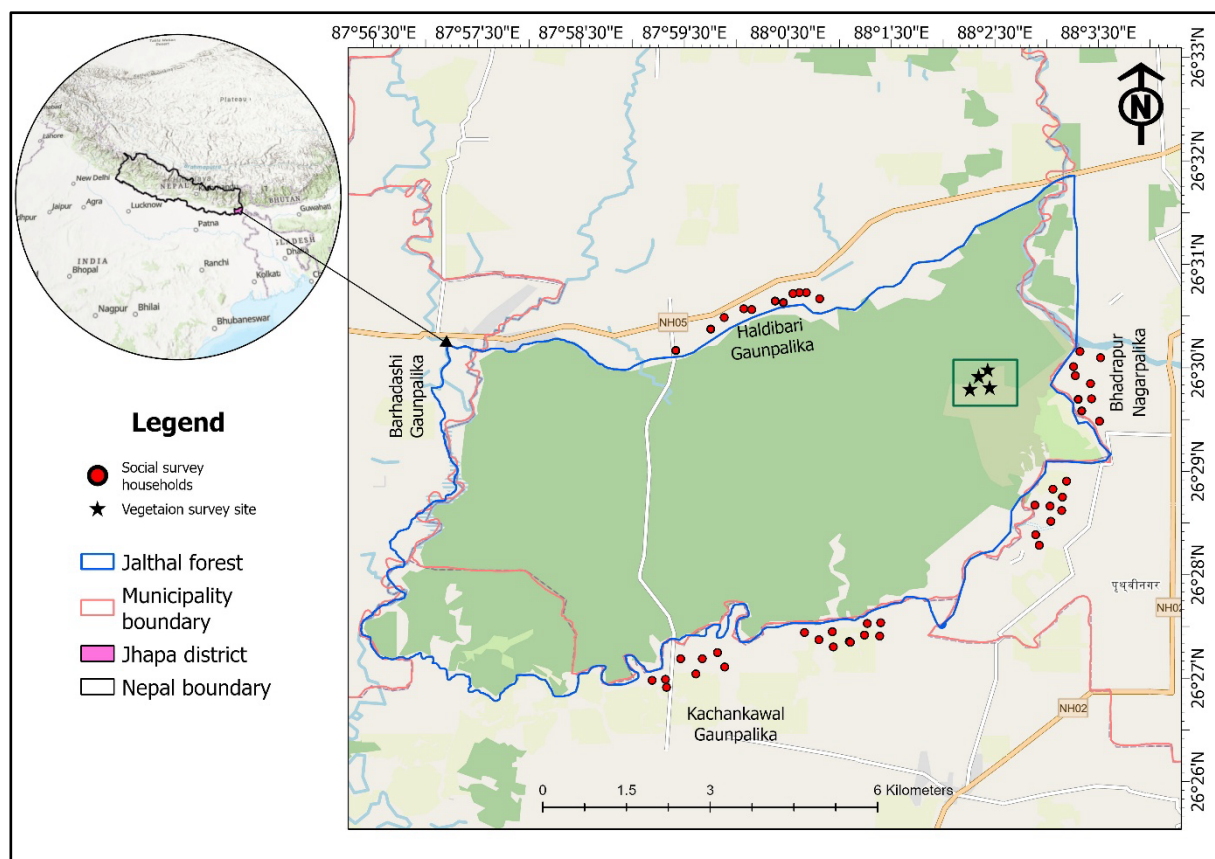 87°56'30"E 87°57'30"E 87°58'30"E 87°59'30"E 88°0'30"E 88°1'30"E 88°2'30"E 88°3'30"E
26°33'N
26°32'N
26°31'N
26°30'N
26°29'N
26°28'N
26°27'N
26°26'N
N
Plateau
Lahore
New Delhi
NEPAL
BHUTAN
Jaipur
Agra
Lucknow
Guwahati
Patna
INDIA
Dhaka
Bhopal
Ranchi
Kolkata
Nagpur
Bhilai
Bhubaneswar
Legend
Social survey
households
Vegetaion survey site
Jalthal forest
Municipality
boundary
Jhapa district
Nepal boundary
NH05
Haldibari
Gaunpalika
Barhadashi
Gaunpalika
Bhadrapur
Nagarpalika
पृथ्वीनगर
NH02
NH02
Kachankawal
Gaunpalika
0 1.5 3 6 Kilometers